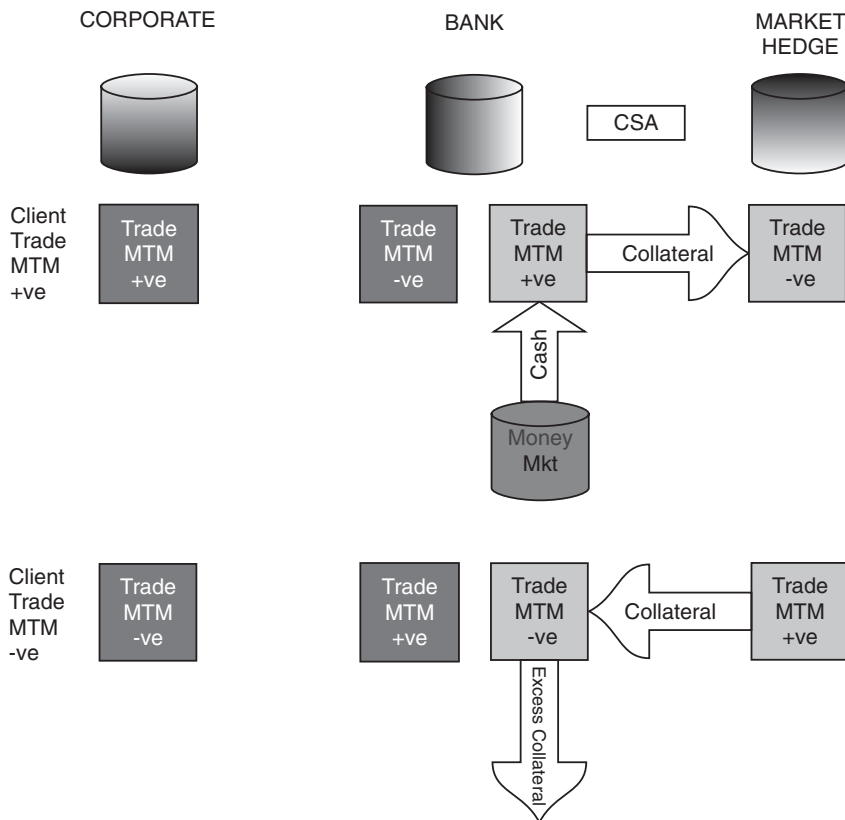 CORPORATE
BANK
MARKET
HEDGE
CSA
Client
Trade
MTM
+ve
Trade
MTM
+ve
Trade
MTM
-ve
Trade
MTM
+ve
Collateral
Trade
MTM
-ve
Cash
Money
Mkt
Client
Trade
MTM
-ve
Trade
MTM
-ve
Trade
MTM
+ve
Trade
MTM
-ve
Collateral
Trade
MTM
+ve
Excess Collateral